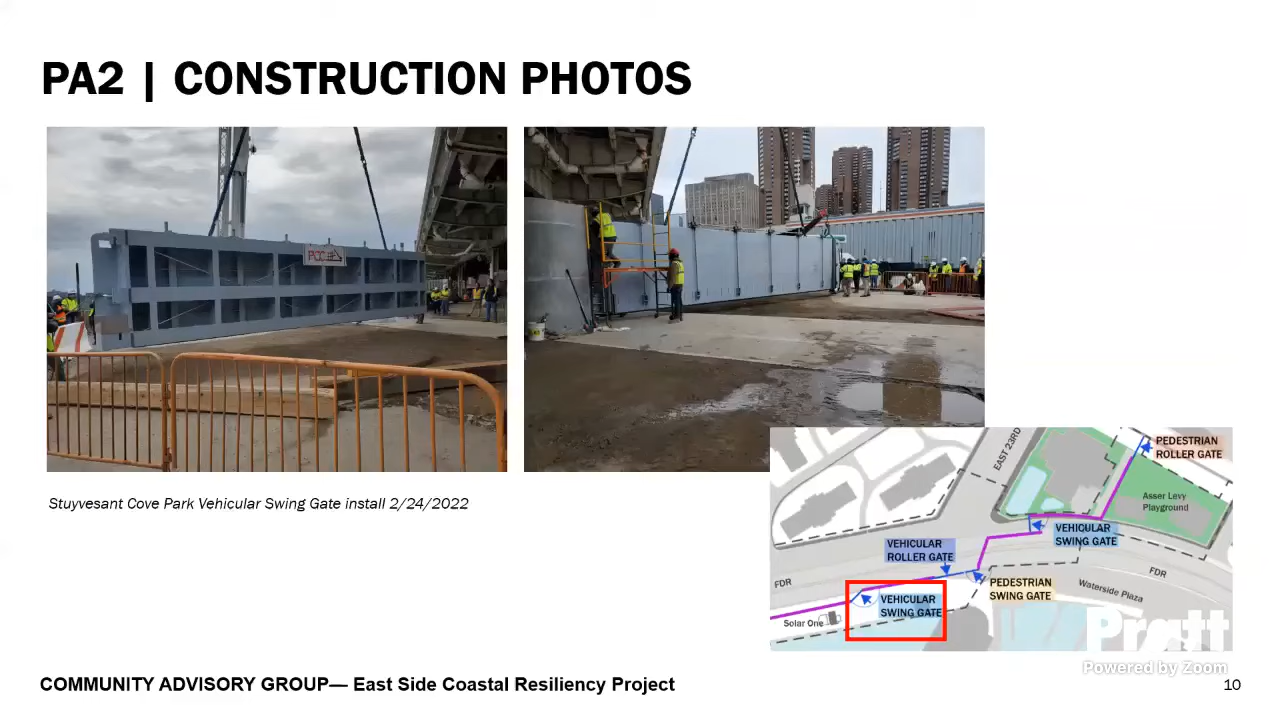 PA2 | CONSTRUCTION PHOTOS
Stuyvesant Cove Park Vehicular Swing Gate install 2/24/2022
EAST 23RD
PEDESTRIAN
ROLLER GATE
Asser Levy
Playground
VEHICULAR
SWING GATE
VEHICULAR
ROLLER GATE
FDR
FDR
PEDESTRIAN
SWING GATE
Waterside Plaza
VEHICULAR
SWING GATE
Solar One
Pratt
Powered by Zoom
COMMUNITY ADVISORY GROUP— East Side Coastal Resiliency Project
10